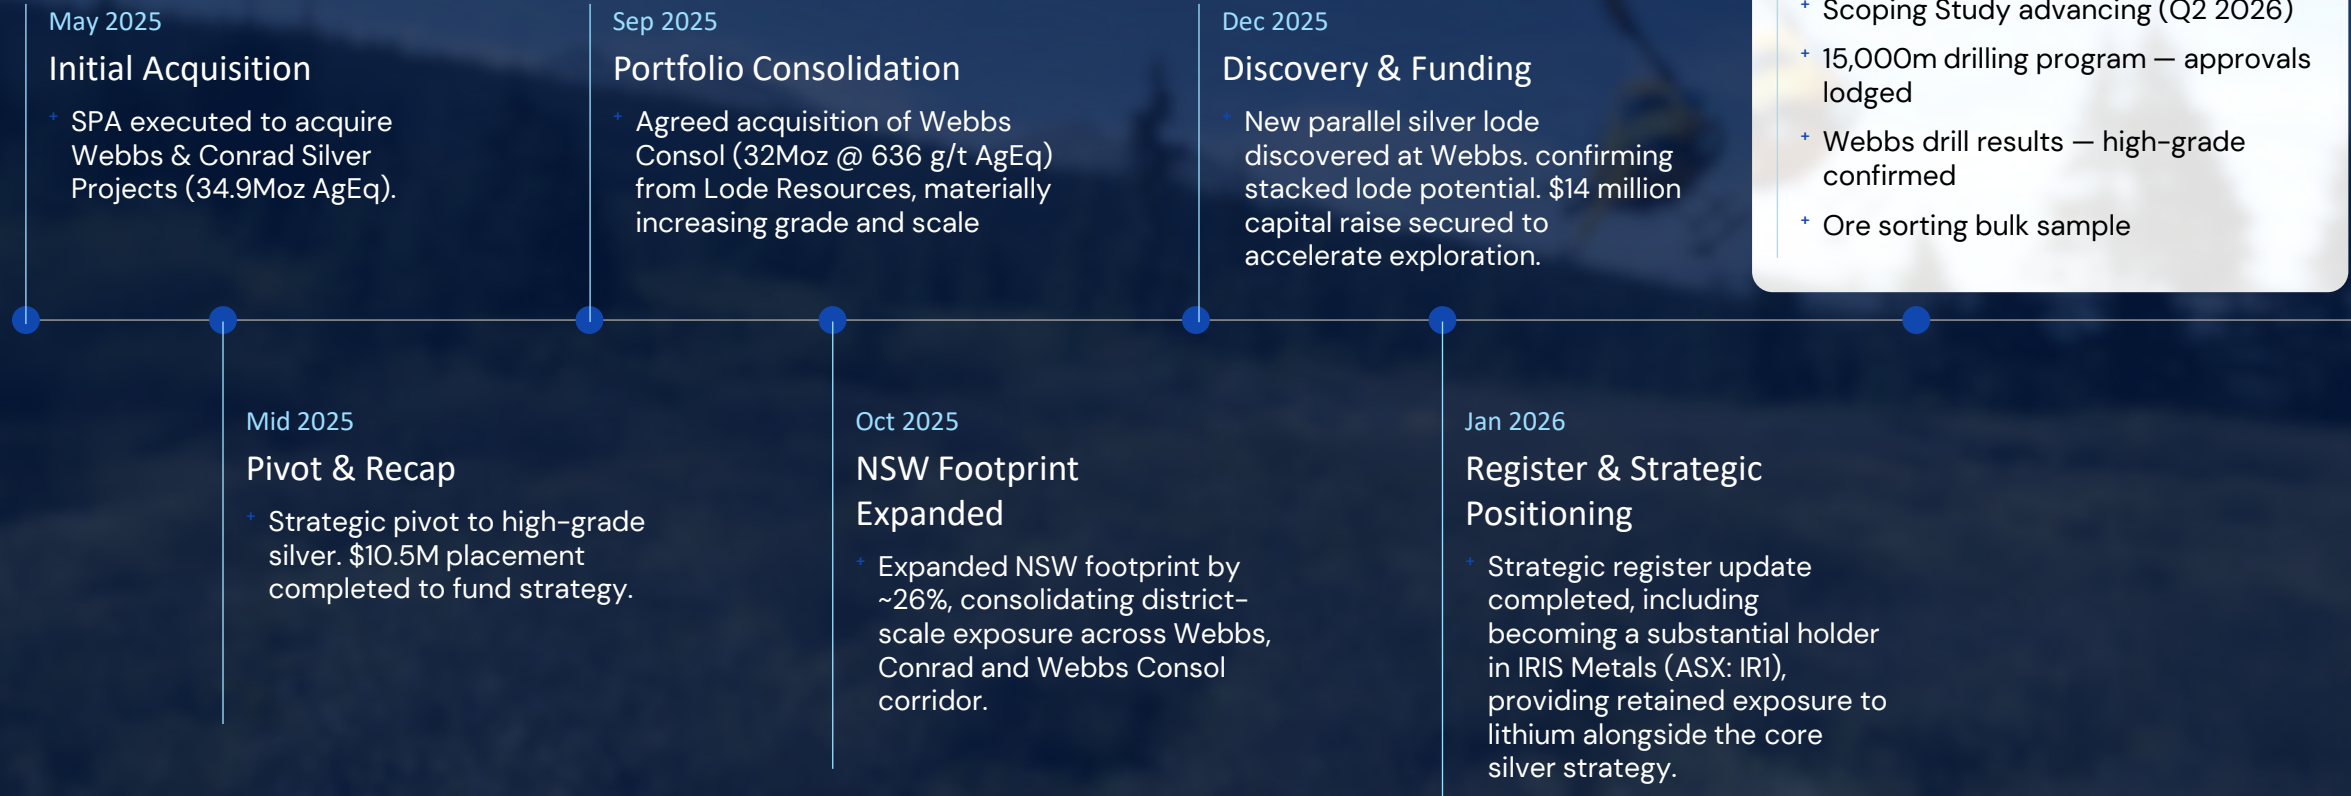 May 2025
Initial Acquisition
+ SPA executed to acquire
Webbs & Conrad Silver
Projects (34.9Moz AgEq).
Sep 2025
Portfolio Consolidation
+ Agreed acquisition of Webbs
Consol (32Moz @ 636 g/t AgEq)
from Lode Resources, materially
increasing grade and scale
Dec 2025
Discovery & Funding
+ New parallel silver lode
discovered at Webbs. confirming
stacked lode potential. $14 million
capital raise secured to
accelerate exploration.
+ Scoping Study advancing (Q2 2026)
+ 15,000m drilling program — approvals
lodged
+ Webbs drill results — high-grade
confirmed
+ Ore sorting bulk sample
Mid 2025
Pivot & Recap
+ Strategic pivot to high-grade
silver. $10.5M placement
completed to fund strategy.
Oct 2025
NSW Footprint
Expanded
+ Expanded NSW footprint by
~26%, consolidating district-
scale exposure across Webbs,
Conrad and Webbs Consol
corridor.
Jan 2026
Register & Strategic
Positioning
+ Strategic register update
completed, including
becoming a substantial holder
in IRIS Metals (ASX: IR1),
providing retained exposure to
lithium alongside the core
silver strategy.